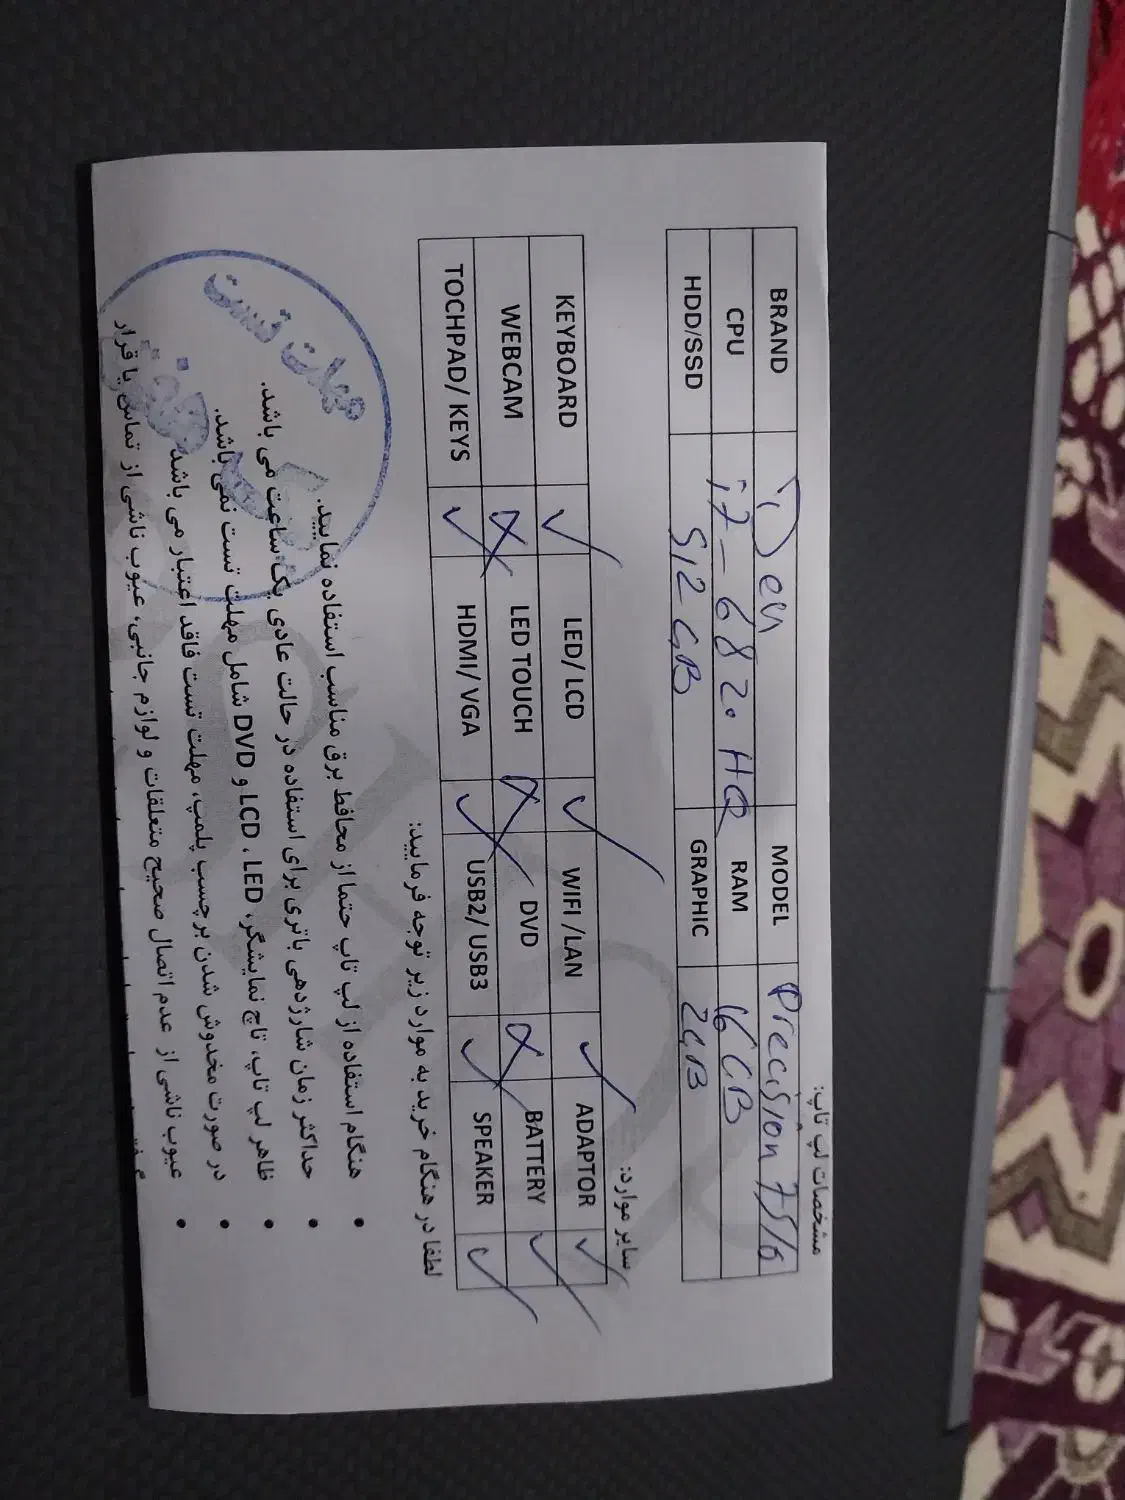 مشخصات لپ تاپ:
BRAND Dell MODEL Precision 7510
CPU i7-6820HQ RAM 16GB
HDD/SSD 512GB GRAPHIC 2GB
سایر موارد:
KEYBOARD ✓ LED/ LCD ✓ WIFI /LAN ✓ ADAPTOR ✓
WEBCAM X LED TOUCH X DVD X BATTERY ✓
TOCHPAD/ KEYS ✓ HDMI/ VGA ✓ USB2/ USB3 ✓ SPEAKER ✓
لطفا در هنگام خرید به موارد زیر توجه فرمایید:
• هنگام استفاده از لپ تاپ حتما از محافظ برق مناسب استفاده نمایید.
• حداکثر زمان شارژدهی باتری برای استفاده در حالت عادی یک ساعت می باشد.
• ظاهر لپ تاپ، تاچ نمایشگر، LCD ، LED و DVD شامل مهلت تست نمی باشد.
• در صورت مخدوش شدن برچسب پلمپ، مهلت تست فاقد اعتبار می باشد
• عیوب ناشی از عدم اتصال صحیح متعلقات و لوازم جانبی، عیوب ناشی از تماس یا قرار
مهلت تست